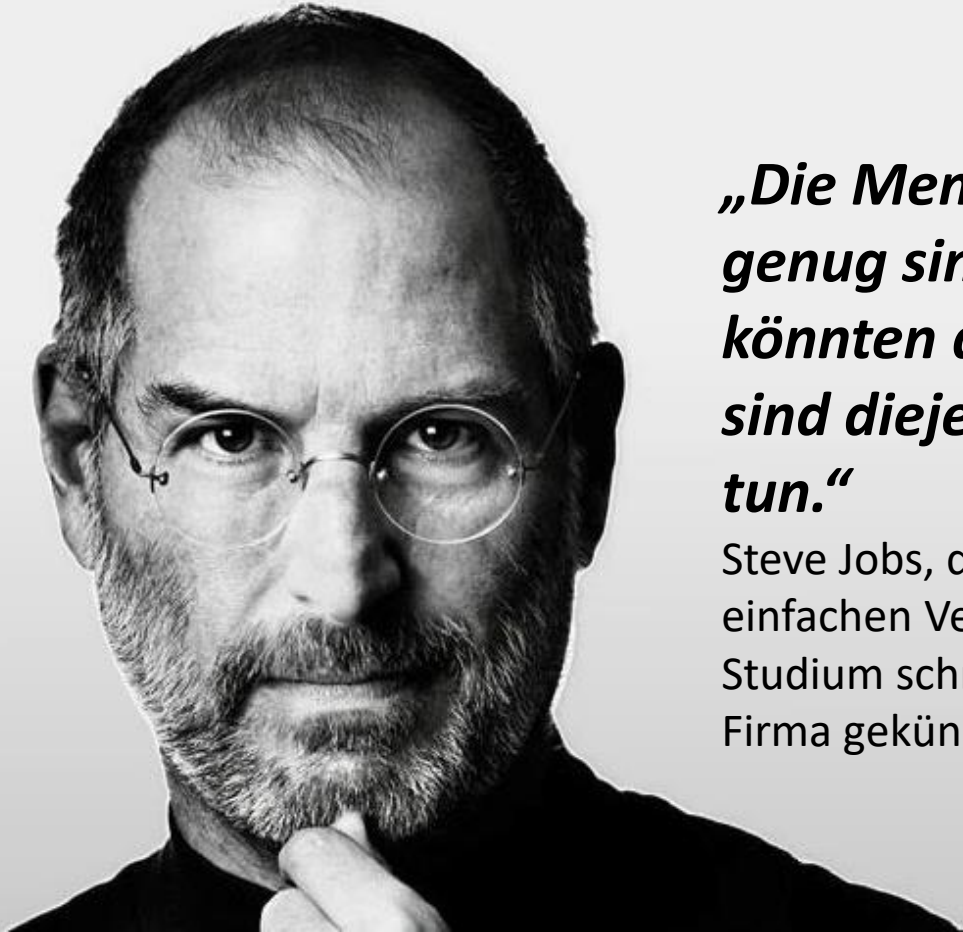 „Die Men
genug sin
könnten d
sind dieje
tun.“
Steve Jobs, d
einfachen Ve
Studium sch
Firma gekün